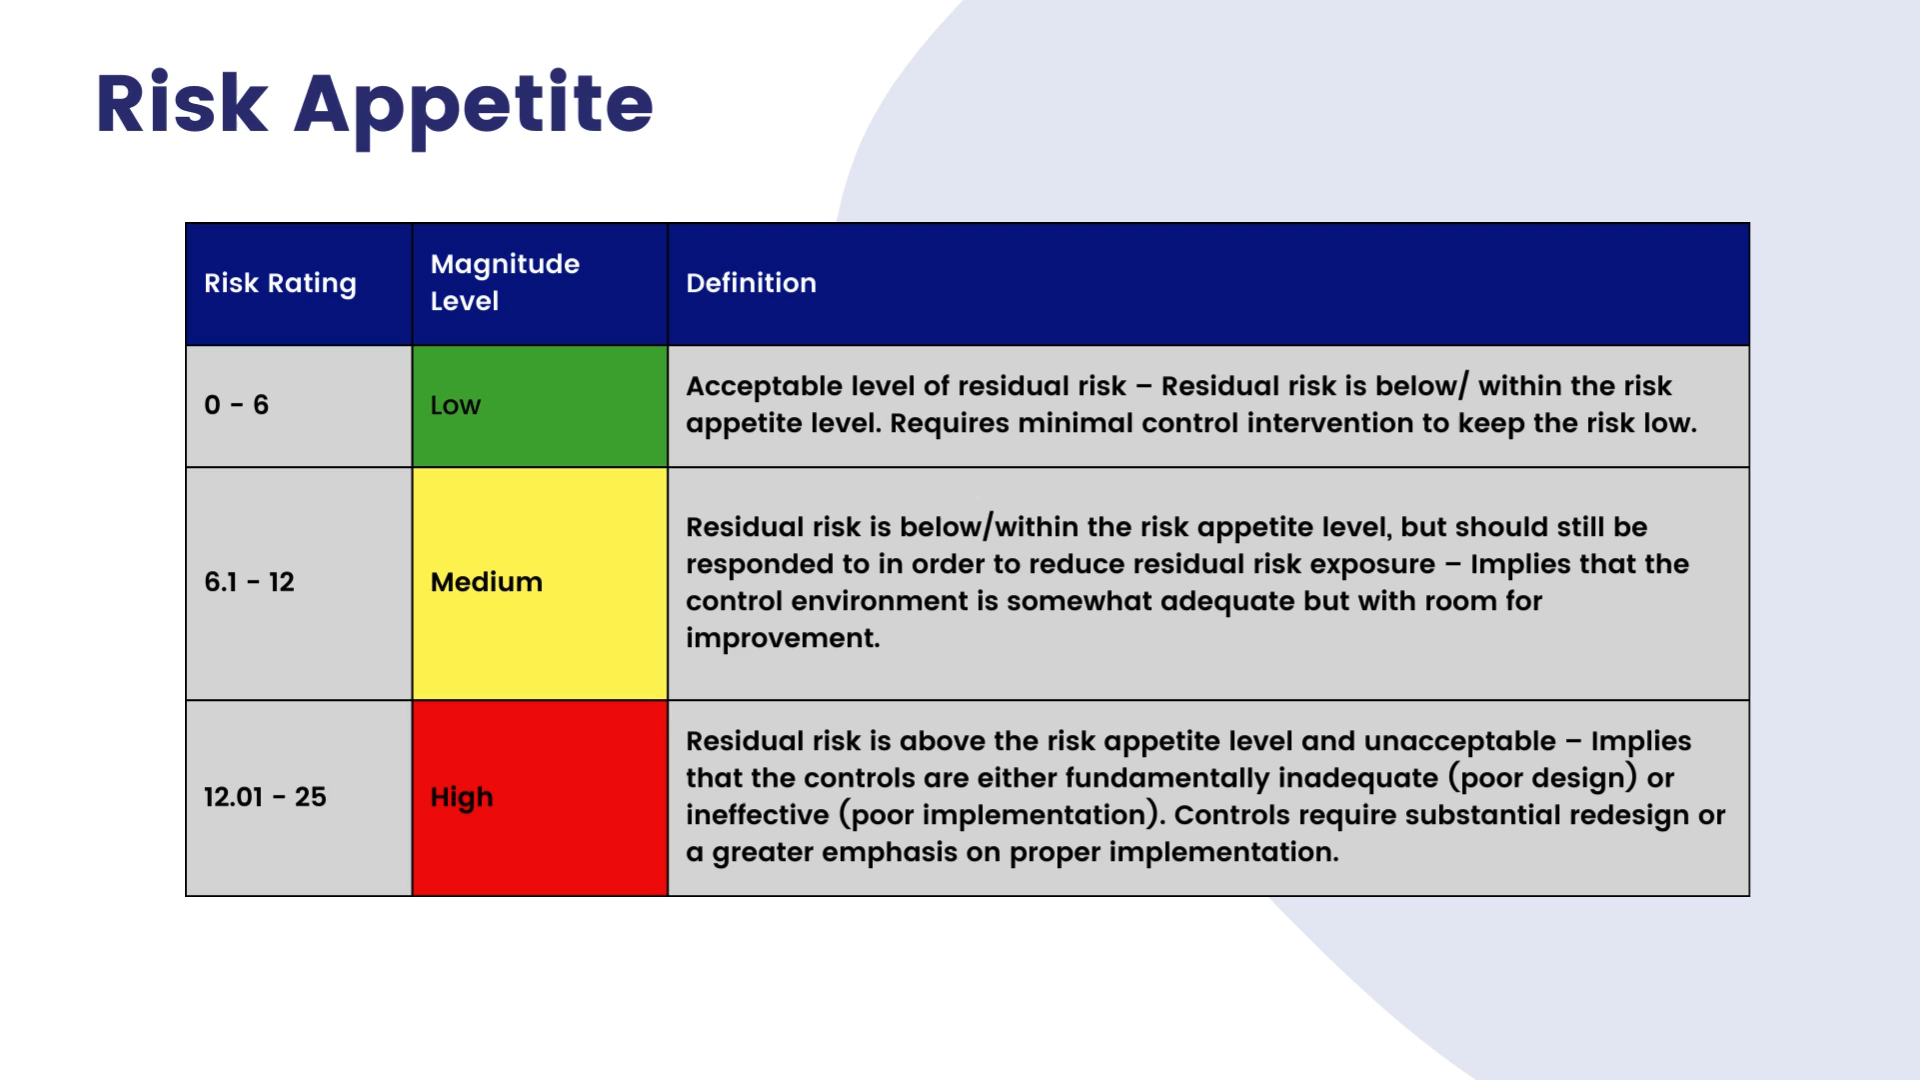 Risk Appetite
Risk Rating
Magnitude
Level
Definition
0 - 6
Low
Acceptable level of residual risk – Residual risk is below/ within the risk
appetite level. Requires minimal control intervention to keep the risk low.
6.1 - 12
Medium
Residual risk is below/within the risk appetite level, but should still be
responded to in order to reduce residual risk exposure – Implies that the
control environment is somewhat adequate but with room for
improvement.
12.01 - 25
High
Residual risk is above the risk appetite level and unacceptable – Implies
that the controls are either fundamentally inadequate (poor design) or
ineffective (poor implementation). Controls require substantial redesign or
a greater emphasis on proper implementation.